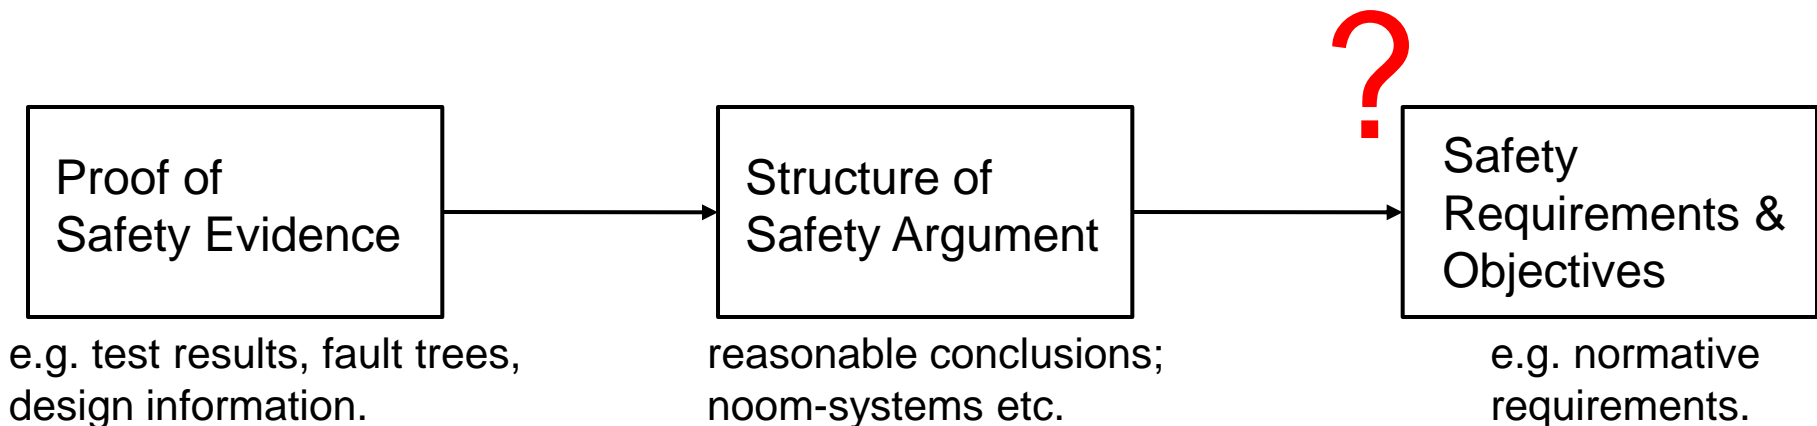 ?
Proof of
Safety Evidence
Structure of
Safety Argument
Safety
Requirements &
Objectives
e.g. test results, fault trees,
design information.
reasonable conclusions;
noom-systems etc.
e.g. normative
requirements.